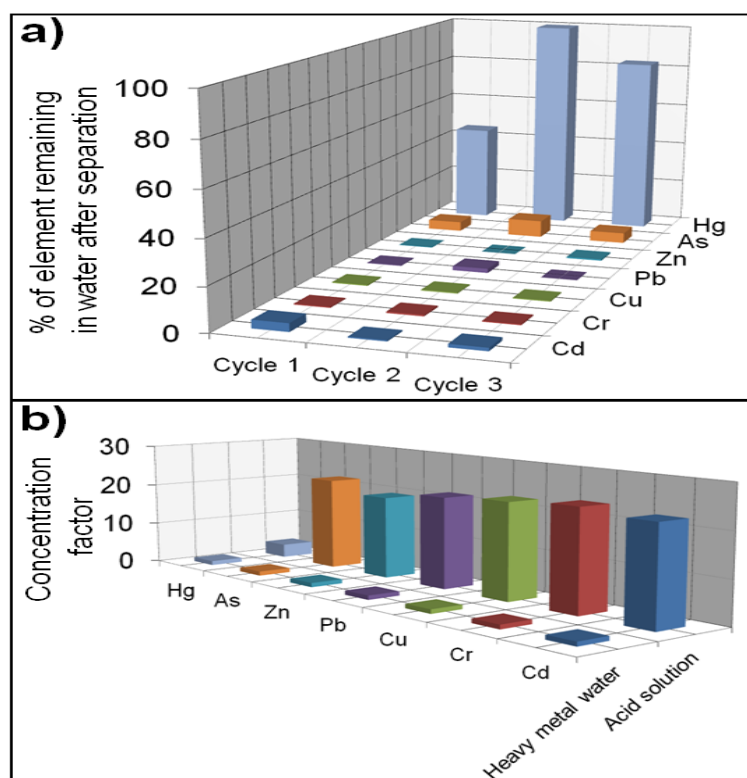 a)
% of element remaining
in water after separation
100
80
60
40
20
0
Cycle 1
Cycle 2
Cycle 3
Hg
As
Zn
Pb
Cu
Cr
Cd
b)
Concentration
factor
30
20
10
0
Hg
As
Zn
Pb
Cu
Cr
Cd
Heavy metal water
Acid solution